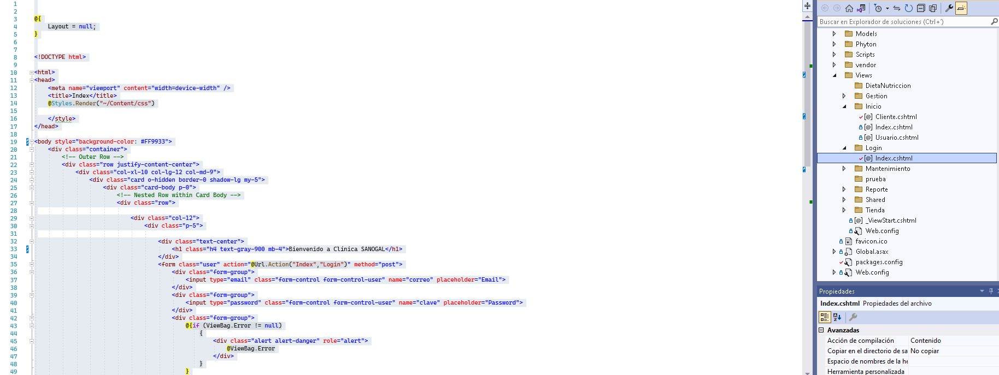 1
2
3 @{
4 Layout = null;
5 }
6
7
8 <!DOCTYPE html>
9
10 <html>
11 <head>
12 <meta name="viewport" content="width=device-width" />
13 <title>Index</title>
14 @Styles.Render("~/Content/css")
15
16 </style>
17 </head>
18
19 <body style="background-color: #FF9933">
20 <div class="container">
21 <!-- Outer Row -->
22 <div class="row justify-content-center">
23 <div class="col-xl-10 col-lg-12 col-md-9">
24 <div class="card o-hidden border-0 shadow-lg my-5">
25 <div class="card-body p-0">
26 <!-- Nested Row within Card Body -->
27 <div class="row">
28
29 <div class="col-12">
30 <div class="p-5">
31
32 <div class="text-center">
33 <h1 class="h4 text-gray-900 mb-4">Bienvenido a Clínica SANOGAL</h1>
34 </div>
35 <form class="user" action="@Url.Action("Index","Login")" method="post">
36 <div class="form-group">
37 <input type="email" class="form-control form-control-user" name="correo" placeholder="Email">
38 </div>
39 <div class="form-group">
40 <input type="password" class="form-control form-control-user" name="clave" placeholder="Password">
41 </div>
42 <div class="form-group">
43 @{if (ViewBag.Error != null)
44 {
45 <div class="alert alert-danger" role="alert">
46 @ViewBag.Error
47 </div>
48 }
49 }
Buscar en Explorador de soluciones (Ctrl+´)
Models
Phyton
Scripts
vendor
Views
DietaNutriccion
Gestion
Inicio
[@] Cliente.cshtml
[@] Index.cshtml
[@] Usuario.cshtml
Login
[@] Index.cshtml
Mantenimiento
prueba
Reporte
Shared
Tienda
[@] _ViewStart.cshtml
Web.config
favicon.ico
Global.asax
packages.config
Web.config
Propiedades
Index.cshtml Propiedades del archivo
Avanzadas
Acción de compilación Contenido
Copiar en el directorio de sa No copiar
Espacio de nombres de la he
Herramienta personalizada